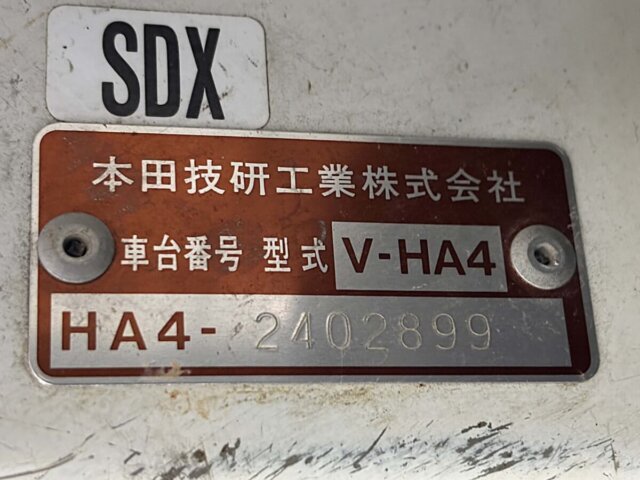 SDX
本田技研工業株式会社
車台番号 型式 V-HA4
HA4- 2402899